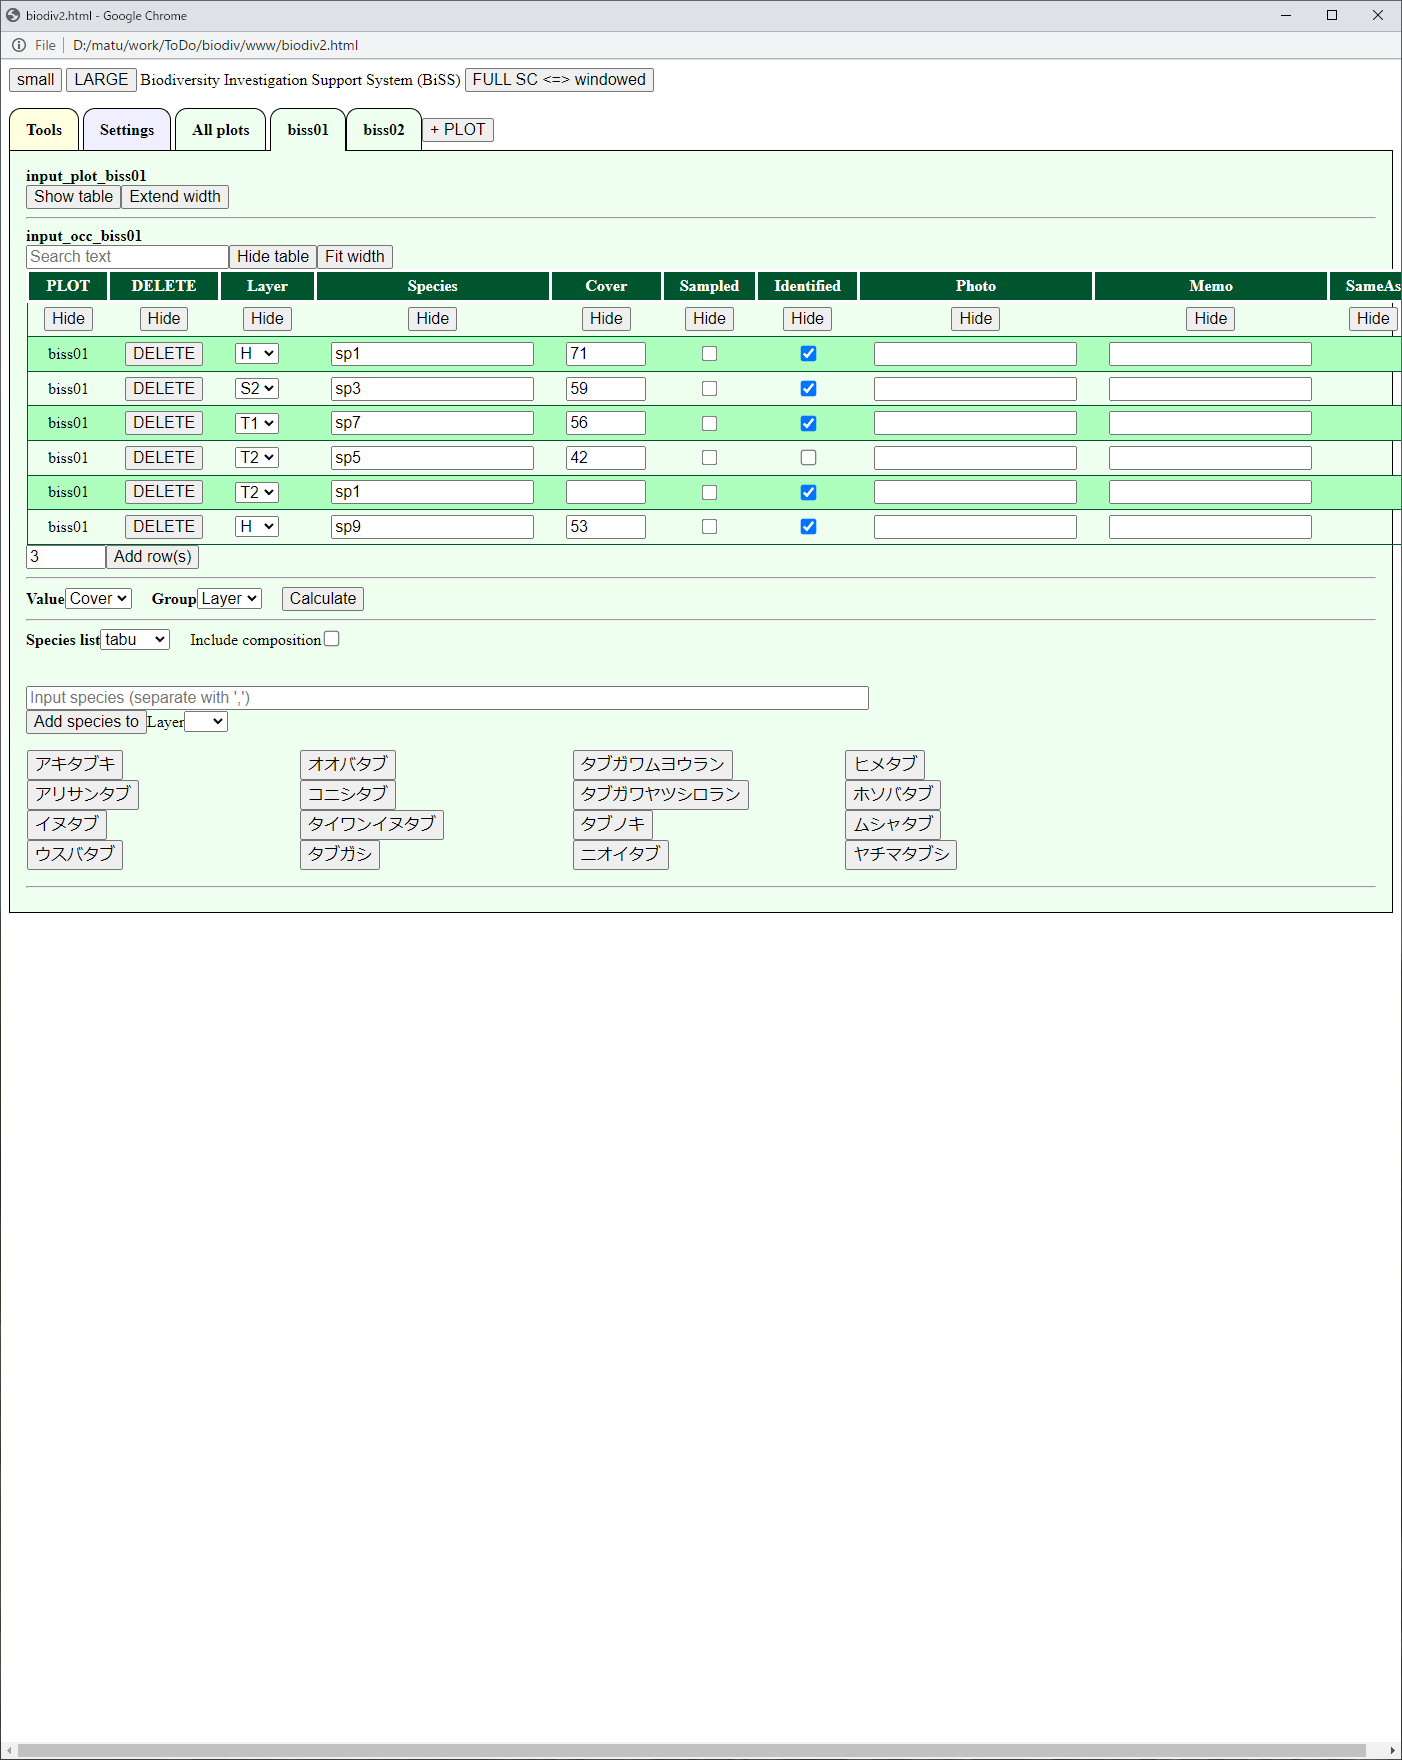 biodiv2.html - Google Chrome
File D:/matu/work/ToDo/biodiv/www/biodiv2.html
small LARGE Biodiversity Investigation Support System (BiSS) FULL SC <=> windowed
Tools Settings All plots biss01 biss02 + PLOT
input_plot_biss01
Show table Extend width
input_occ_biss01
Search text Hide table Fit width
PLOT DELETE Layer Species Cover Sampled Identified Photo Memo SameAs
Hide Hide Hide Hide Hide Hide Hide Hide Hide Hide
biss01 DELETE H sp1 71
biss01 DELETE S2 sp3 59
biss01 DELETE T1 sp7 56
biss01 DELETE T2 sp5 42
biss01 DELETE T2 sp1
biss01 DELETE H sp9 53
3 Add row(s)
Value Cover Group Layer Calculate
Species list tabu Include composition
Input species (separate with ',')
Add species to Layer
アキタブキ オオバタブ タブガワムヨウラン ヒメタブ
アリサンタブ コニシタブ タブガワヤツシロラン ホソバタブ
イヌタブ タイワンイヌタブ タブノキ ムシャタブ
ウスバタブ タブガシ ニオイタブ ヤチマタブシ